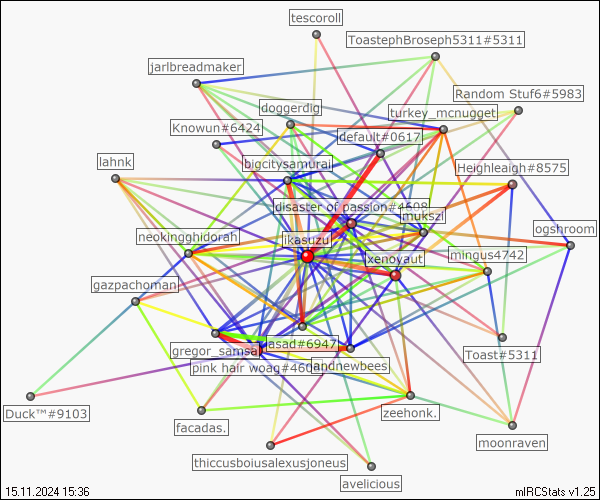 tescoroll
ToastephBroseph5311#5311
jarlbreadmaker
Random Stuf6#5983
doggerdig
turkey_mcnugget
Knowun#6424
default#0617
lahnk
bigcitysamurai
Heighleaigh#8575
disaster of passion#4608
mukszi
ogshroom
neokingghidorah
ikasuzu
xenoyaut
mingus4742
gazpachoman
asad#6947
gregor_samsa
landnewbees
Toast#5311
pink hair woag#460
Duck™#9103
zeehonk.
facadas.
moonraven
thiccusboiusalexusjoneus
avelicious
15.11.2024 15:36
mIRCStats v1.25